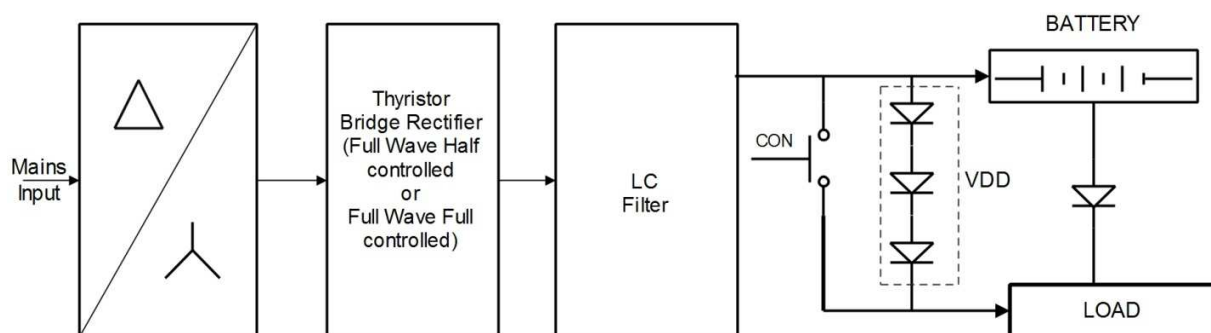 Mains
Input
Thyristor
Bridge Rectifier
(Full Wave Half
controlled
or
Full Wave Full
controlled)
LC
Filter
CON
VDD
BATTERY
LOAD